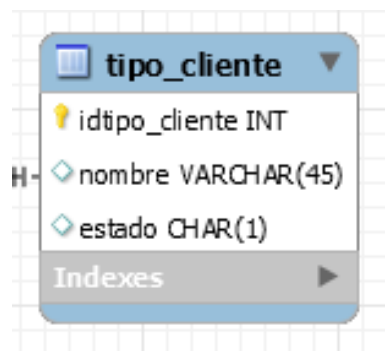 tipo_cliente
idtipo_cliente INT
nombre VARCHAR(45)
estado CHAR(1)
Indexes